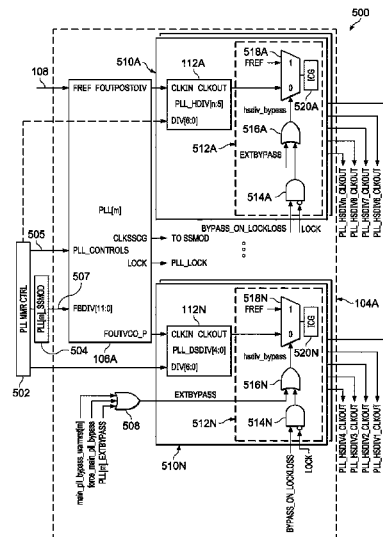 500
510A
112A
518A
108
FREF FOUTPOSTDIV
CLKIN CLKOUT
PLL_HDIV[n:5]
DIV[6:0]
FREF
1
0
ICG
520A
hsdiv_bypass
516A
512A
EXTBYPASS
514A
PLL[m]
BYPASS_ON_LOCKLOSS
LOCK
PLL_HSDIVn_CLKOUT
PLL_HSDIV8_CLKOUT
PLL_HSDIV7_CLKOUT
PLL_HSDIV6_CLKOUT
505
CLKSSCG
TO SSMOD
PLL_CONTROLS
LOCK
PLL_LOCK
PLL MMR CTRL
507
PLL[m]_SSMOD
FBDIV[11:0]
504
502
FOUTVCO_P
106A
112N
518N
104A
CLKIN CLKOUT
PLL_DSDIV[4:0]
DIV[6:0]
FREF
1
0
ICG
520N
hsdiv_bypass
516N
EXTBYPASS
508
512N
514N
510N
main_pll_bypass_warmrst[m]
force_main_pll_bypass
PLL[m]_EXTBYPASS
BYPASS_ON_LOCKLOSS
LOCK
PLL_HSDIV4_CLKOUT
PLL_HSDIV3_CLKOUT
PLL_HSDIV2_CLKOUT
PLL_HSDIV1_CLKOUT